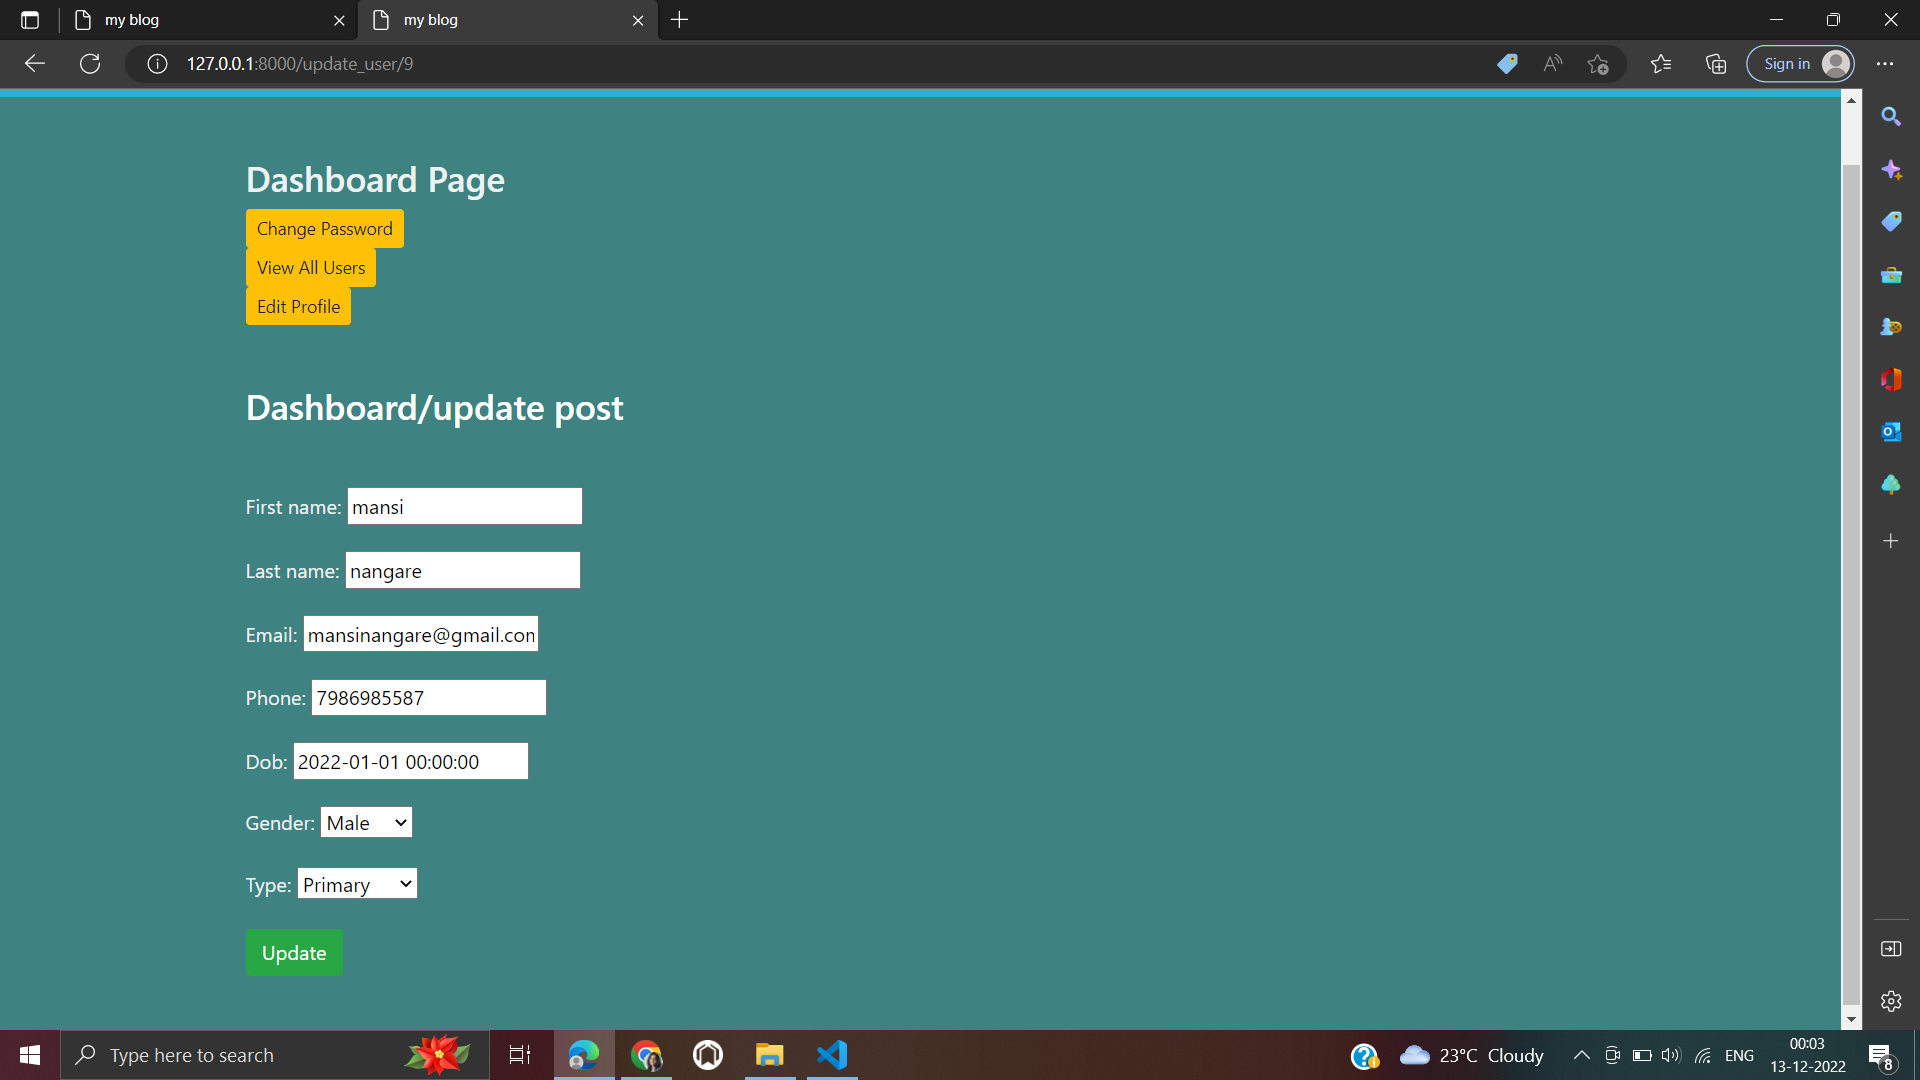 my blog
my blog
127.0.0.1:8000/update_user/9
Sign in
Dashboard Page
Change Password
View All Users
Edit Profile
Dashboard/update post
First name: mansi
Last name: nangare
Email: mansinangare@gmail.com
Phone: 7986985587
Dob: 2022-01-01 00:00:00
Gender: Male
Type: Primary
Update
Type here to search
23°C Cloudy
ENG
00:03
13-12-2022
8